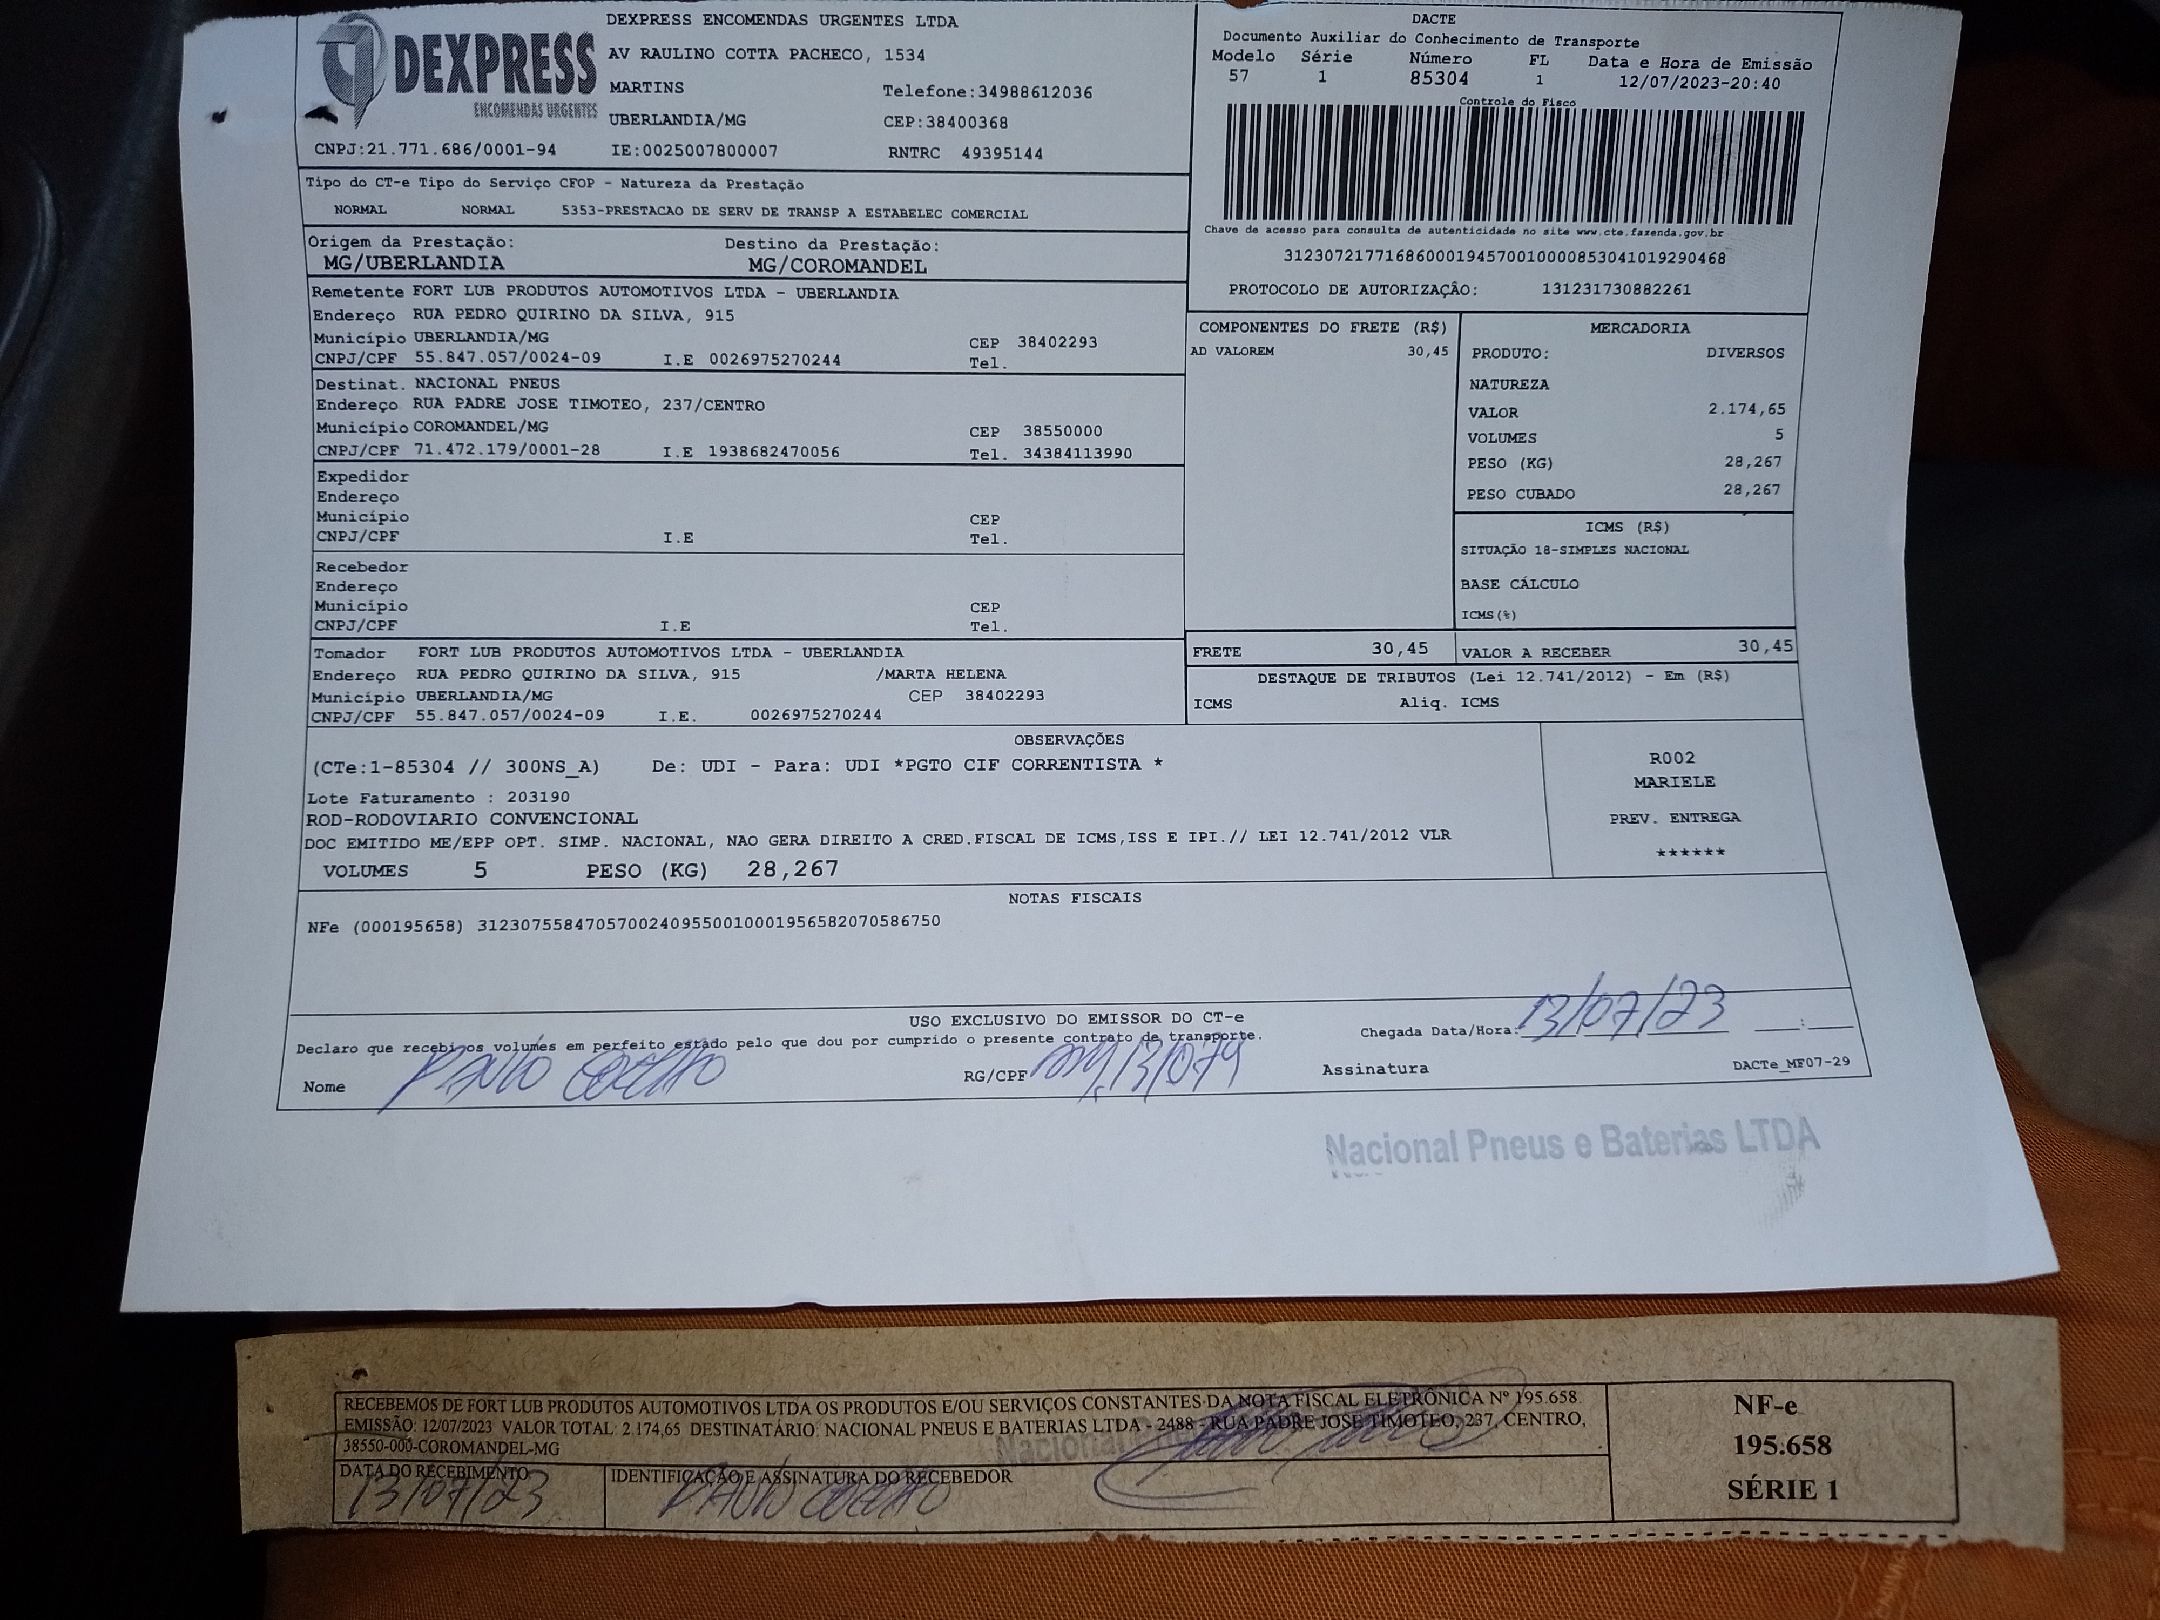 DEXPRESS
ENCOMENDAS URGENTES
DEXPRESS ENCOMENDAS URGENTES LTDA
AV RAULINO COTTA PACHECO, 1534
MARTINS Telefone:34988612036
UBERLANDIA/MG CEP:38400368
CNPJ:21.771.686/0001-94 IE:0025007800007 RNTRC 49395144
DACTE
Documento Auxiliar do Conhecimento de Transporte
Modelo Série Número FL Data e Hora de Emissão
57 1 85304 1 12/07/2023-20:40
Controle do Fisco
Chave de acesso para consulta de autenticidade no site www.cte.fazenda.gov.br
31230721771686000194570010000853041019290468
PROTOCOLO DE AUTORIZAÇÂO: 131231730882261
Tipo do CT-e Tipo do Serviço CFOP - Natureza da Prestação
NORMAL NORMAL 5353-PRESTACAO DE SERV DE TRANSP A ESTABELEC COMERCIAL
Origem da Prestação: Destino da Prestação:
MG/UBERLANDIA MG/COROMANDEL
Remetente FORT LUB PRODUTOS AUTOMOTIVOS LTDA - UBERLANDIA
Endereço RUA PEDRO QUIRINO DA SILVA, 915
Município UBERLANDIA/MG CEP 38402293
CNPJ/CPF 55.847.057/0024-09 I.E 0026975270244 Tel.
Destinat. NACIONAL PNEUS
Endereço RUA PADRE JOSE TIMOTEO, 237/CENTRO
Município COROMANDEL/MG CEP 38550000
CNPJ/CPF 71.472.179/0001-28 I.E 1938682470056 Tel. 34384113990
Expedidor
Endereço
Município CEP
CNPJ/CPF I.E Tel.
Recebedor
Endereço
Município CEP
CNPJ/CPF I.E Tel.
Tomador FORT LUB PRODUTOS AUTOMOTIVOS LTDA - UBERLANDIA
Endereço RUA PEDRO QUIRINO DA SILVA, 915 /MARTA HELENA
Município UBERLANDIA/MG CEP 38402293
CNPJ/CPF 55.847.057/0024-09 I.E. 0026975270244
COMPONENTES DO FRETE (R$)
AD VALOREM 30,45
MERCADORIA
PRODUTO: DIVERSOS
NATUREZA
VALOR 2.174,65
VOLUMES 5
PESO (KG) 28,267
PESO CUBADO 28,267
ICMS (R$)
SITUAÇÃO 18-SIMPLES NACIONAL
BASE CÁLCULO
ICMS(%)
FRETE 30,45 VALOR A RECEBER 30,45
DESTAQUE DE TRIBUTOS (Lei 12.741/2012) - Em (R$)
ICMS Aliq. ICMS
OBSERVAÇÕES
(CTe:1-85304 // 300NS_A) De: UDI - Para: UDI *PGTO CIF CORRENTISTA *
Lote Faturamento : 203190
ROD-RODOVIARIO CONVENCIONAL
DOC EMITIDO ME/EPP OPT. SIMP. NACIONAL, NAO GERA DIREITO A CRED.FISCAL DE ICMS,ISS E IPI.// LEI 12.741/2012 VLR
VOLUMES 5 PESO (KG) 28,267
R002
MARIELE
PREV. ENTREGA
******
NOTAS FISCAIS
NFe (000195658) 31230755847057002409550010001956582070586750
USO EXCLUSIVO DO EMISSOR DO CT-e
Declaro que recebi os volumes em perfeito estado pelo que dou por cumprido o presente contrato de transporte.
Chegada Data/Hora: 13/07/23 __:__
Nome Paulo Coelho RG/CPF Assinatura DACTe_MF07-29
Nacional Pneus e Baterias LTDA
RECEBEMOS DE FORT LUB PRODUTOS AUTOMOTIVOS LTDA OS PRODUTOS E/OU SERVIÇOS CONSTANTES DA NOTA FISCAL ELETRÔNICA Nº 195.658
EMISSÃO: 12/07/2023 VALOR TOTAL: 2.174,65 DESTINATÁRIO: NACIONAL PNEUS E BATERIAS LTDA - 2488 - RUA PADRE JOSE TIMOTEO, 237, CENTRO,
38550-000-COROMANDEL-MG
DATA DO RECEBIMENTO IDENTIFICAÇÃO E ASSINATURA DO RECEBEDOR
13/07/23 Paulo Coelho
NF-e
195.658
SÉRIE 1